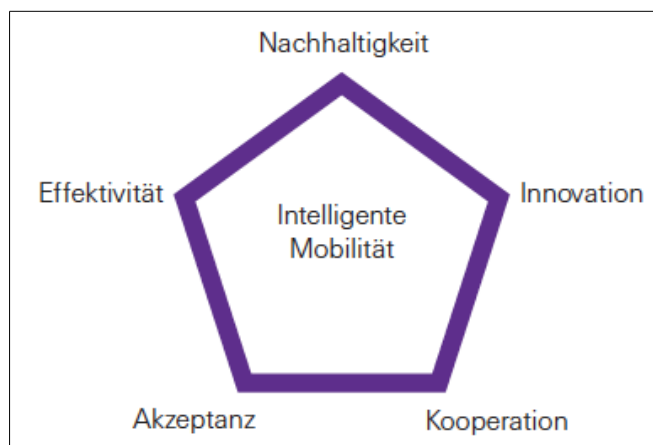 Nachhaltigkeit
Effektivität
Innovation
Intelligente
Mobilität
Akzeptanz
Kooperation